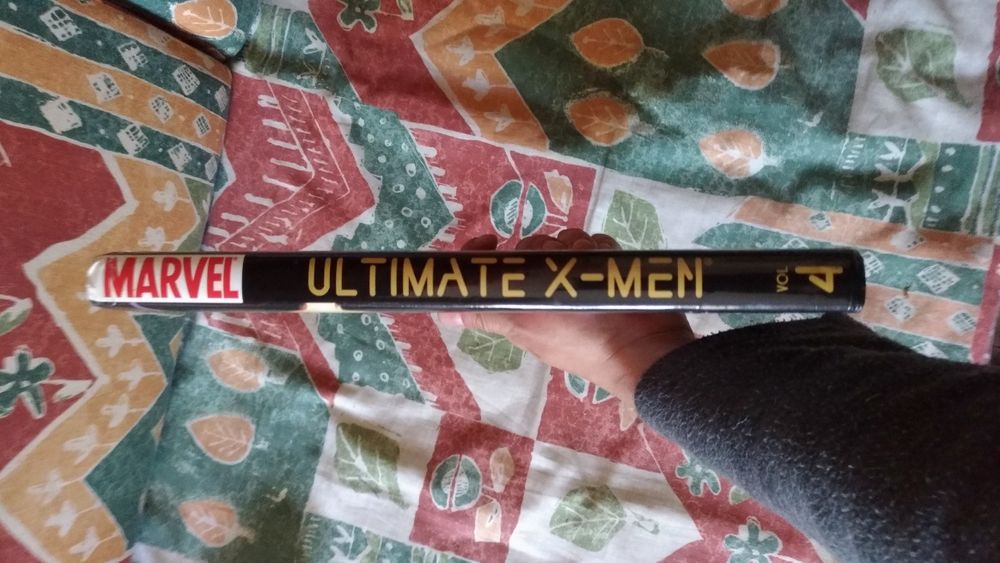 MARVEL®
ULTIMATE X-MEN®
VOL
4